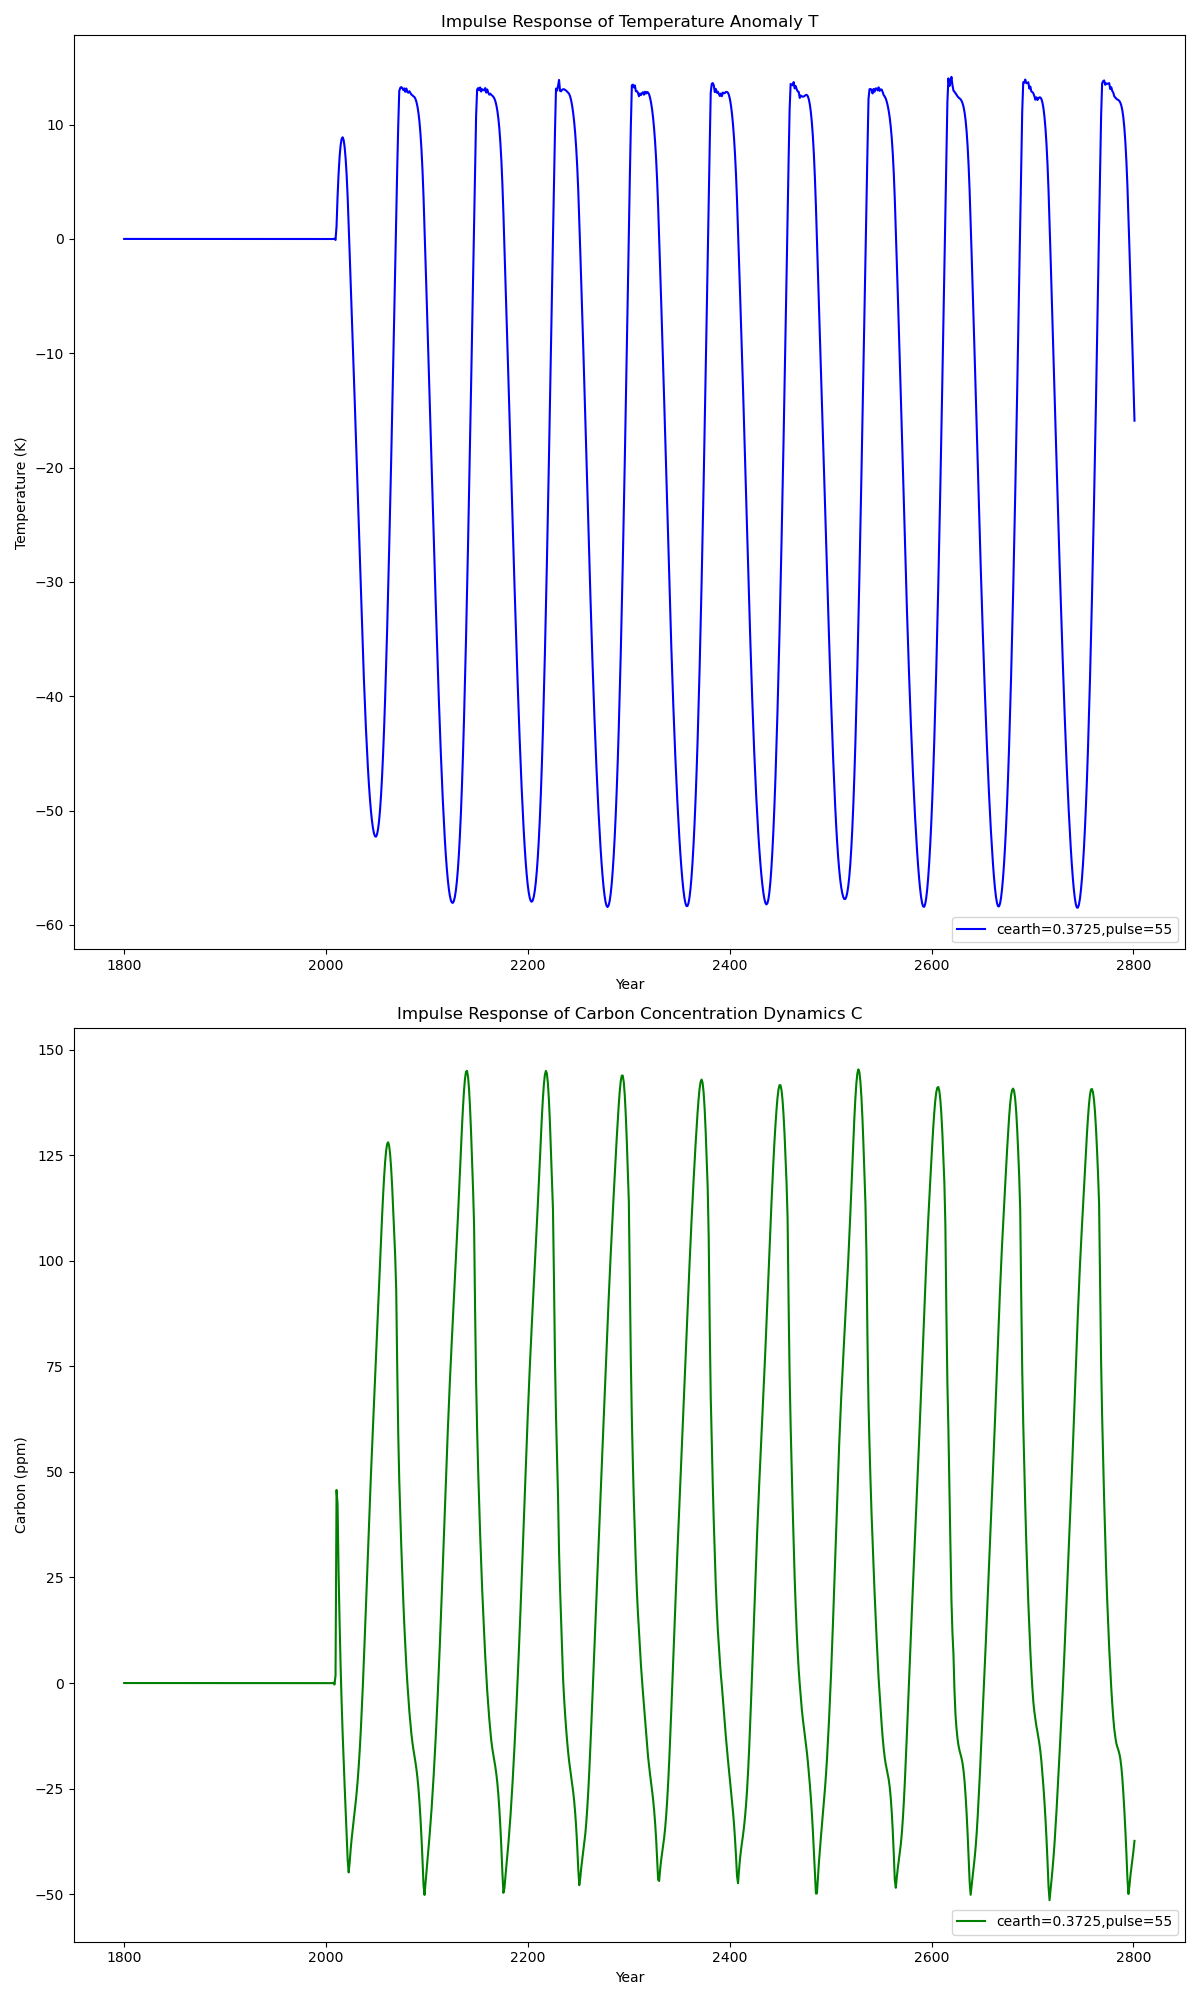 Impulse Response of Temperature Anomaly T
Temperature (K)
10
0
−10
−20
−30
−40
−50
−60
cearth=0.3725,pulse=55
1800 2000 2200 2400 2600 2800
Year
Impulse Response of Carbon Concentration Dynamics C
Carbon (ppm)
150
125
100
75
50
25
0
−25
−50
cearth=0.3725,pulse=55
1800 2000 2200 2400 2600 2800
Year